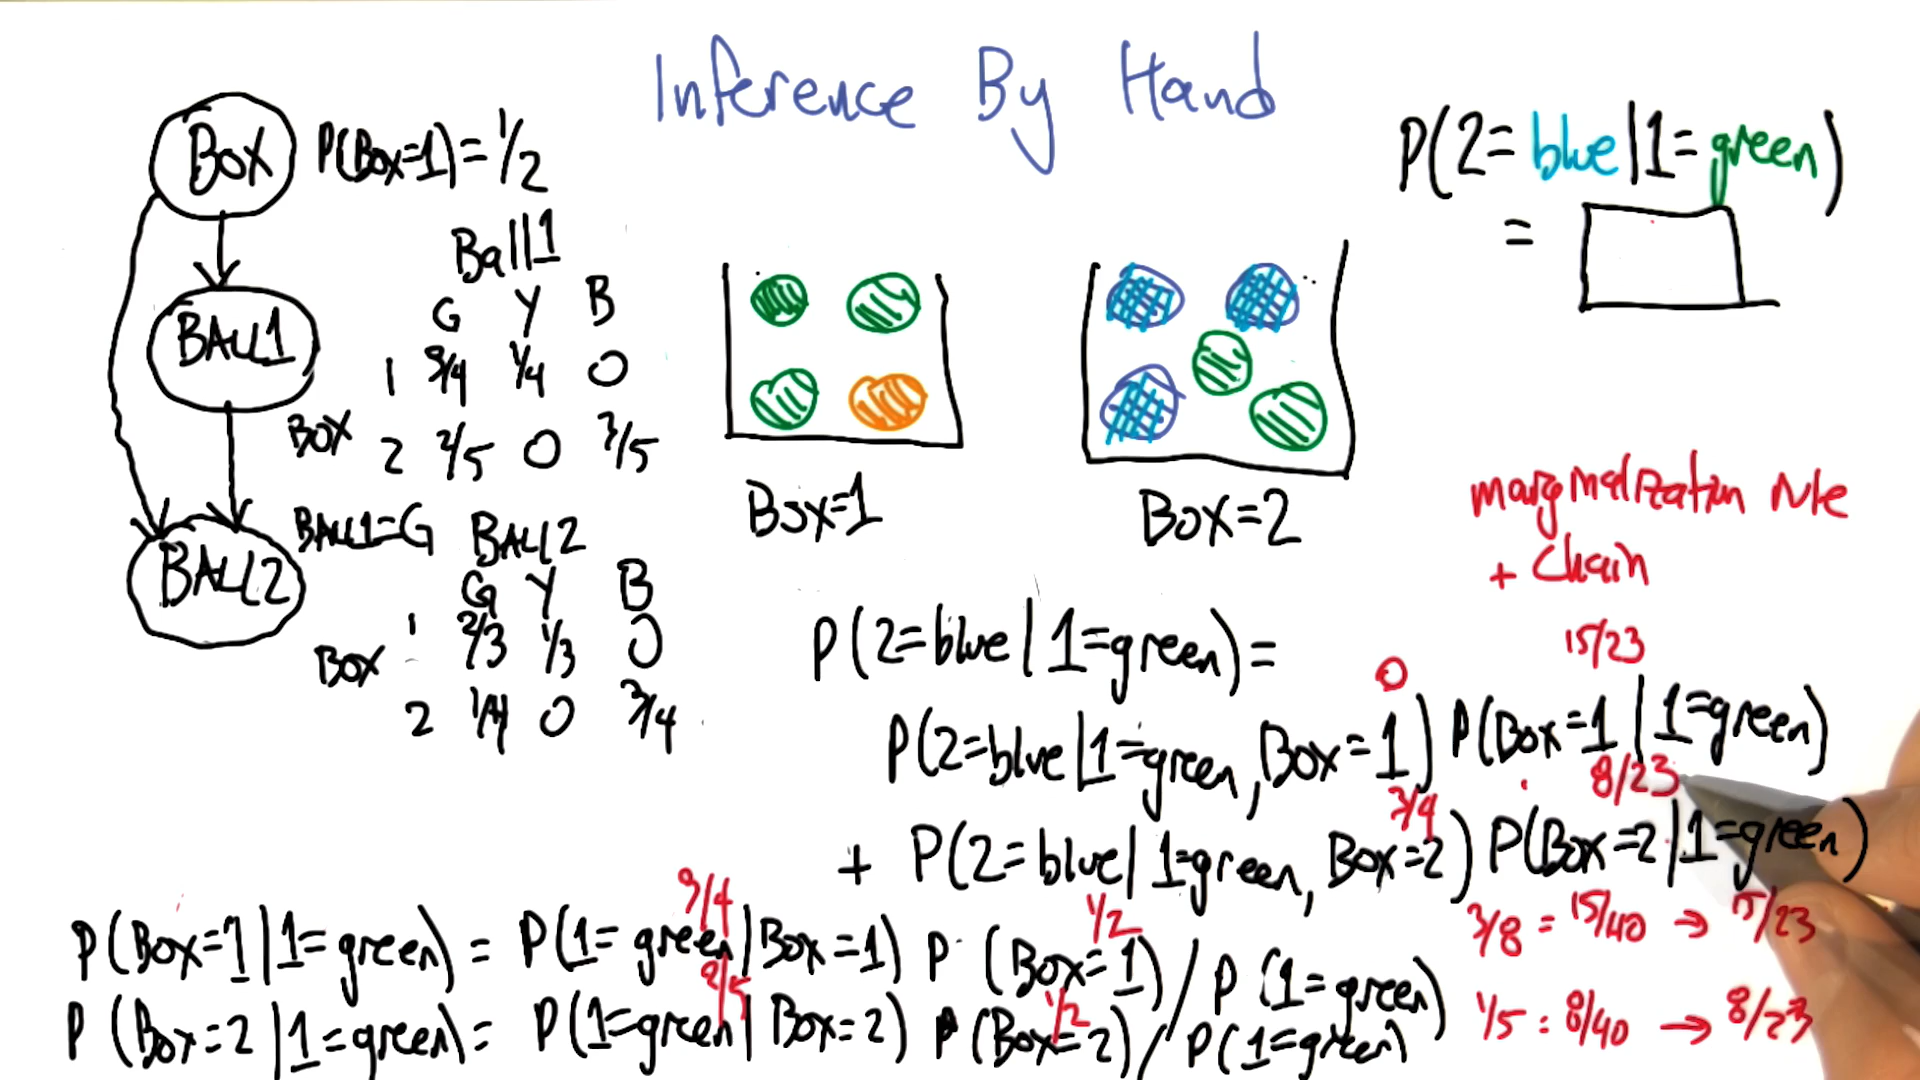 Inference By Hand
BOX P(Box=1)=1/2
P(2=blue|1=green)
=
Ball1
G Y B
BALL1
1 3/4 1/4 0
BOX
2 2/5 0 3/5
BALL1=G BALL2
G Y B
BALL2
BOX
1 2/3 1/3 0
2 1/4 0 3/4
Box=1
Box=2
marginalization rule
+ Chain
P(2=blue|1=green)=
0 15/23
P(2=blue|1=green, Box=1) P(Box=1|1=green)
3/4 8/23
+ P(2=blue|1=green, Box=2) P(Box=2|1=green)
3/4 1/2
P(Box=1|1=green) = P(1=green|Box=1) P (Box=1)/P(1=green)
2/5 1/2
P(Box=2|1=green) = P(1=green|Box=2) P(Box=2)/P(1=green)
3/8 = 15/40 → 15/23
1/5 = 8/40 → 8/23